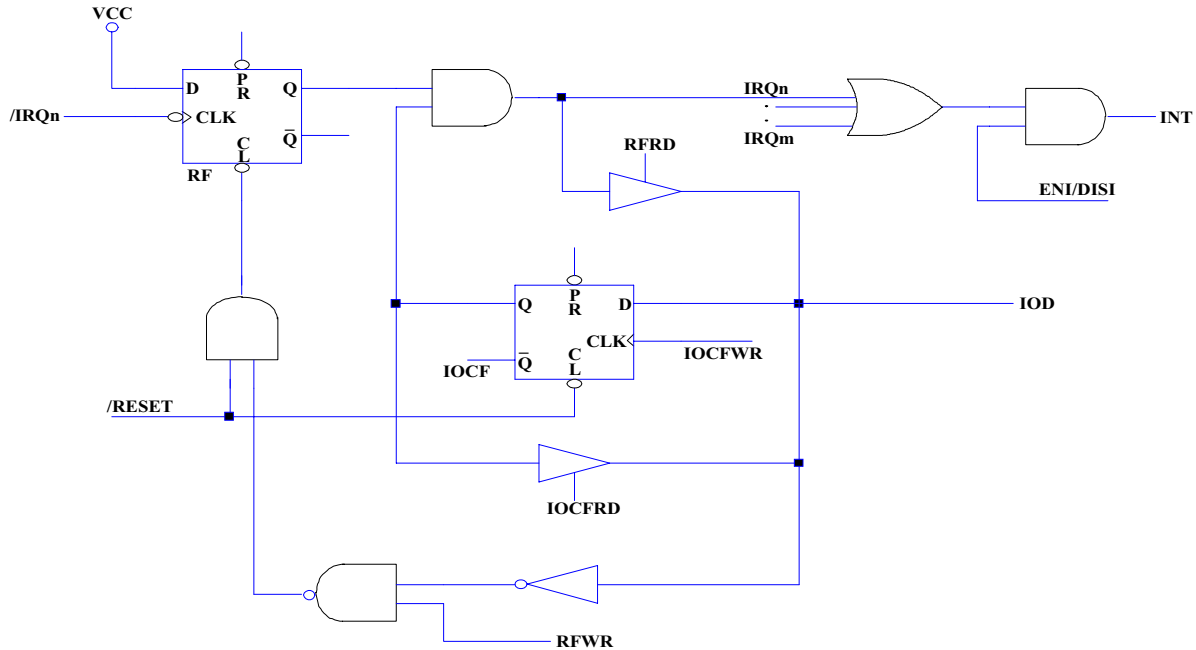 VCC
D
P
R
Q
/IRQn
CLK
C
L
Q̅
RF
IRQn
.
.
IRQm
INT
RFRD
ENI/DISI
Q
P
R
D
IOD
CLK
IOCFWR
IOCF
Q̅
C
L
/RESET
IOCFRD
RFWR